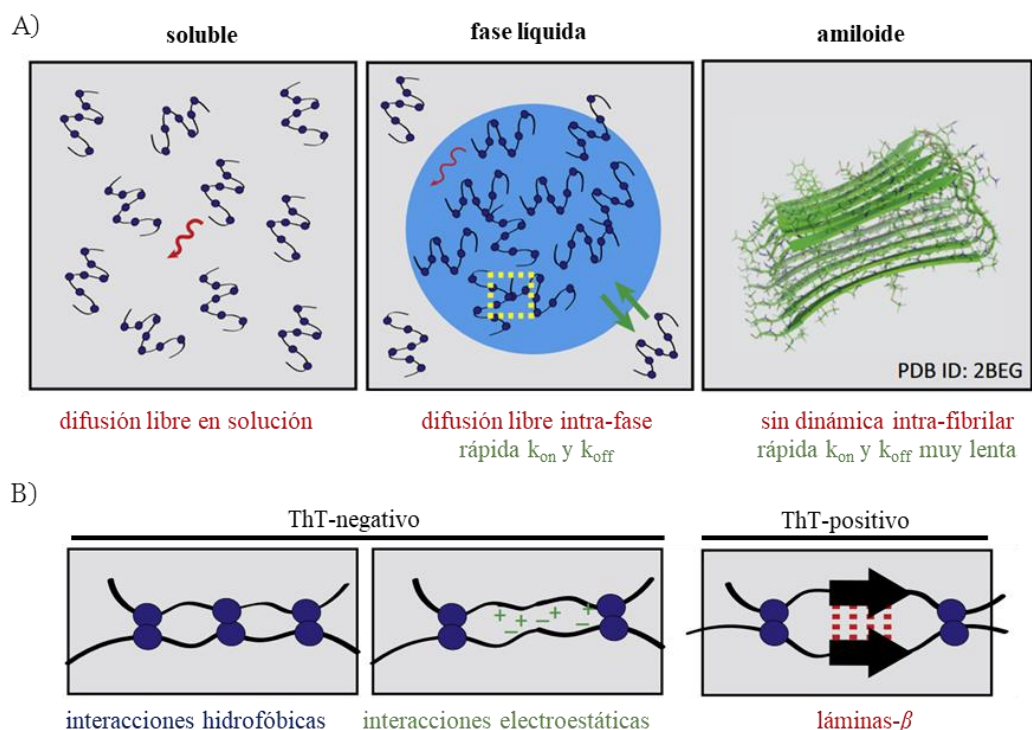 A)
soluble
fase líquida
amiloide
PDB ID: 2BEG
difusión libre en solución
difusión libre intra-fase
rápida kon y koff
sin dinámica intra-fibrilar
rápida kon y koff muy lenta
B)
ThT-negativo
ThT-positivo
+ + + +
− − −
interacciones hidrofóbicas
interacciones electroestáticas
láminas-β